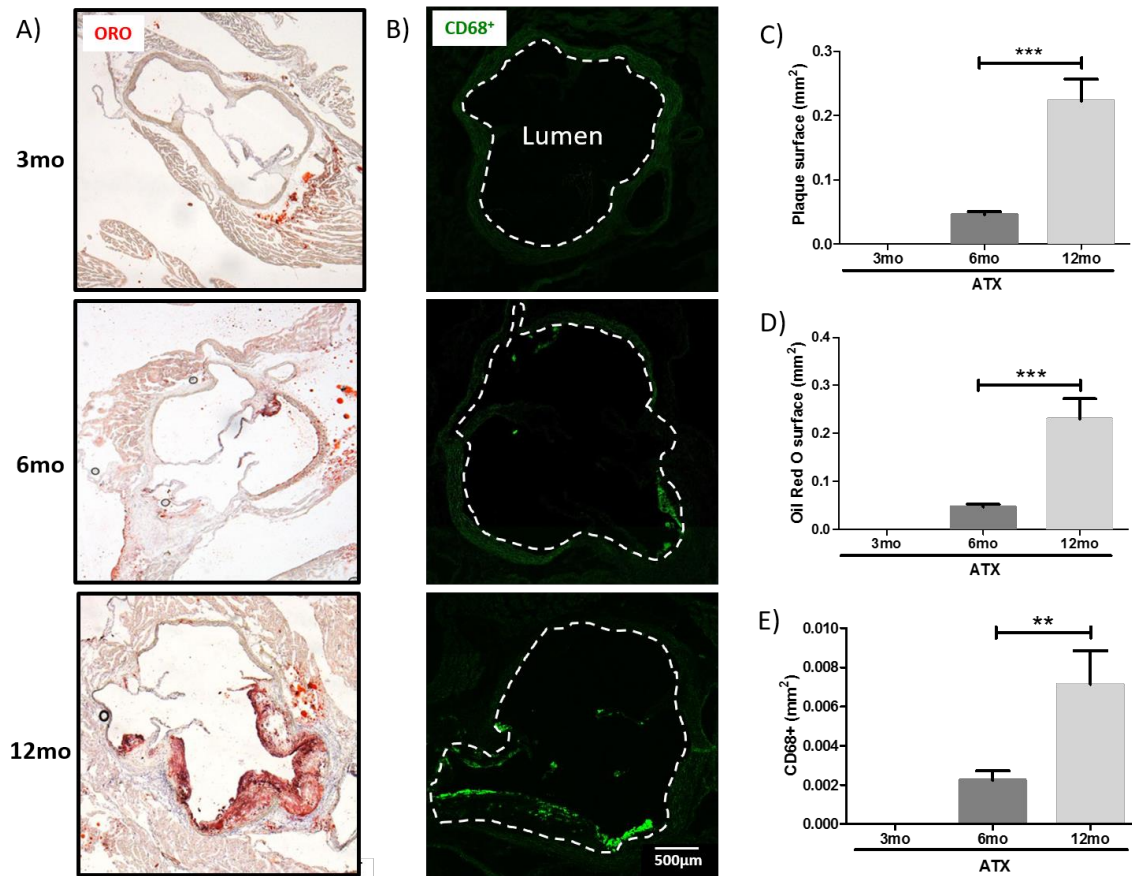 A)
ORO
3mo
6mo
12mo
B)
CD68⁺
Lumen
500μm
C)
Plaque surface (mm²)
0.3
0.2
0.1
0.0
***
3mo 6mo 12mo
ATX
D)
Oil Red O surface (mm²)
0.4
0.3
0.2
0.1
0.0
***
3mo 6mo 12mo
ATX
E)
CD68+ (mm²)
0.010
0.008
0.006
0.004
0.002
0.000
**
3mo 6mo 12mo
ATX